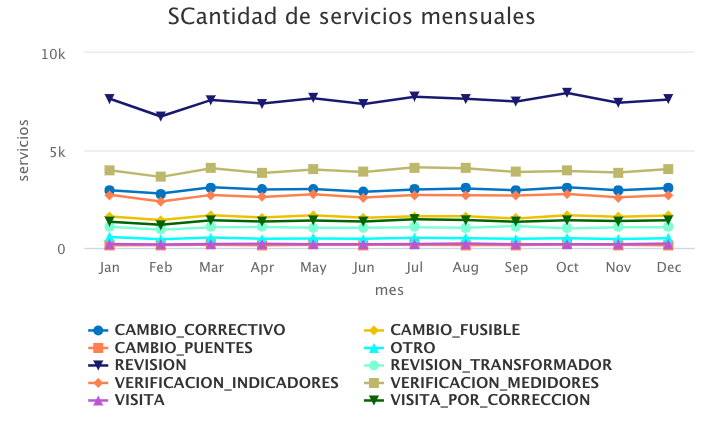 SCantidad de servicios mensuales
10k
5k
0
servicios
Jan Feb Mar Apr May Jun Jul Aug Sep Oct Nov Dec
mes
CAMBIO_CORRECTIVO CAMBIO_FUSIBLE
CAMBIO_PUENTES OTRO
REVISION REVISION_TRANSFORMADOR
VERIFICACION_INDICADORES VERIFICACION_MEDIDORES
VISITA VISITA_POR_CORRECCION